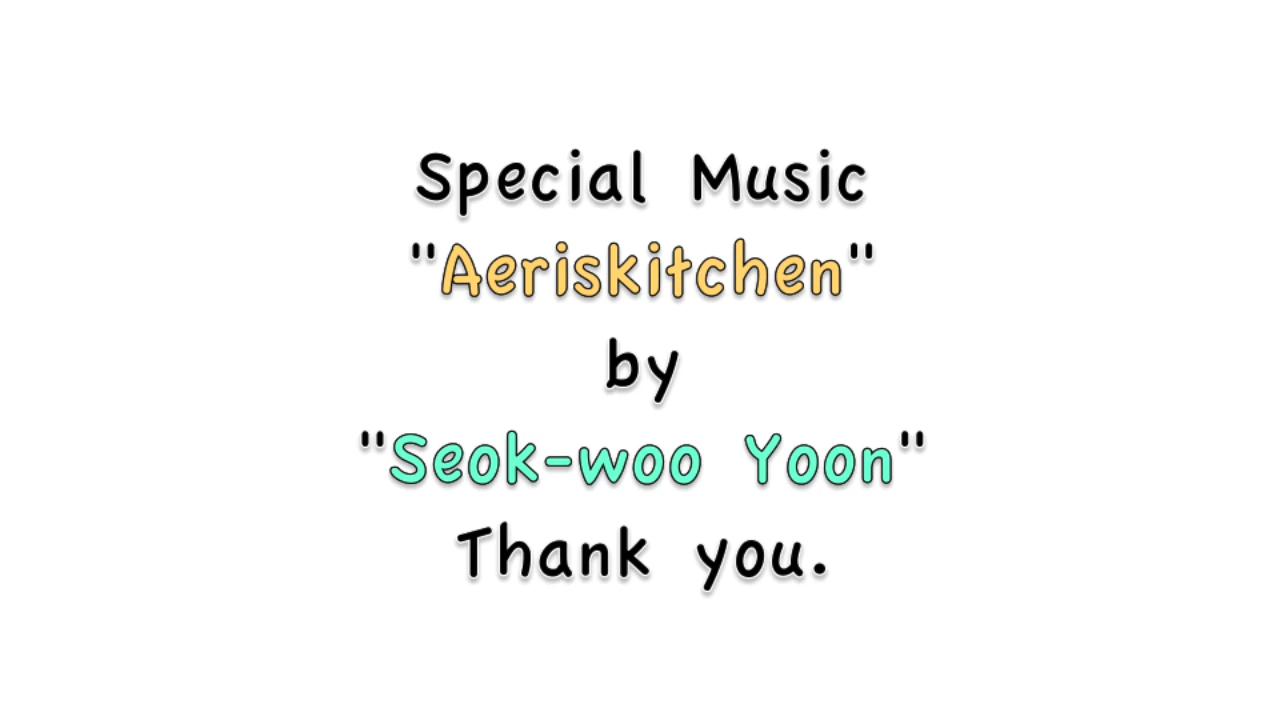 Special Music
"Aeriskitchen"
by
"Seok-woo Yoon"
Thank you.